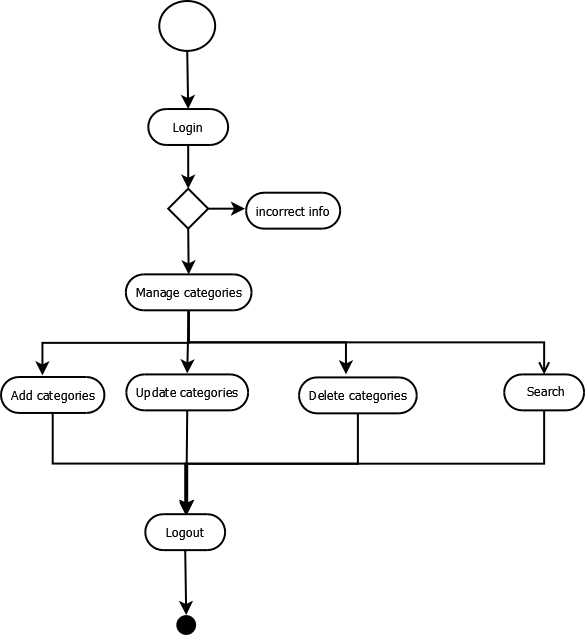 Login
incorrect info
Manage categories
Add categories
Update categories
Delete categories
Search
Logout